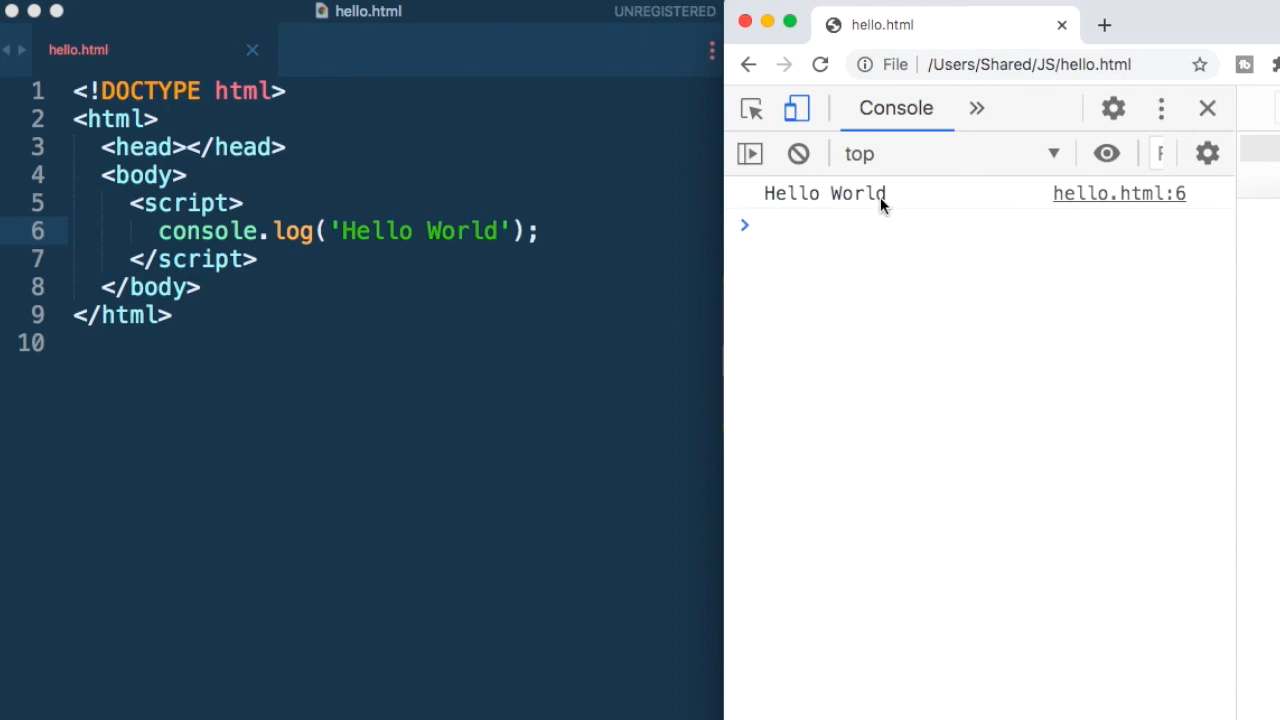 hello.html
UNREGISTERED
hello.html
1 <!DOCTYPE html>
2 <html>
3 <head></head>
4 <body>
5 <script>
6 console.log('Hello World');
7 </script>
8 </body>
9 </html>
10
hello.html
File /Users/Shared/JS/hello.html
Console
top
Hello World hello.html:6